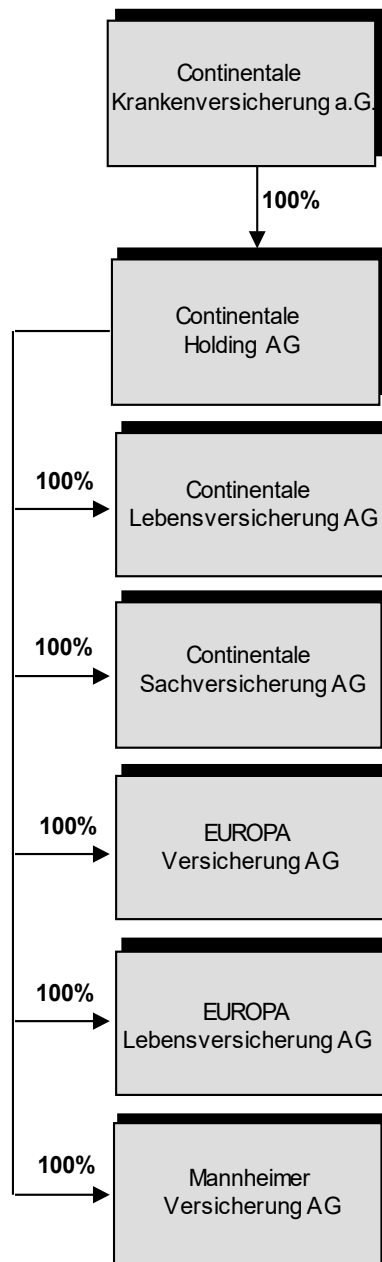 Continentale
Krankenversicherung a.G.
100%
Continentale
Holding AG
100%
Continentale
Lebensversicherung AG
100%
Continentale
Sachversicherung AG
100%
EUROPA
Versicherung AG
100%
EUROPA
Lebensversicherung AG
100%
Mannheimer
Versicherung AG